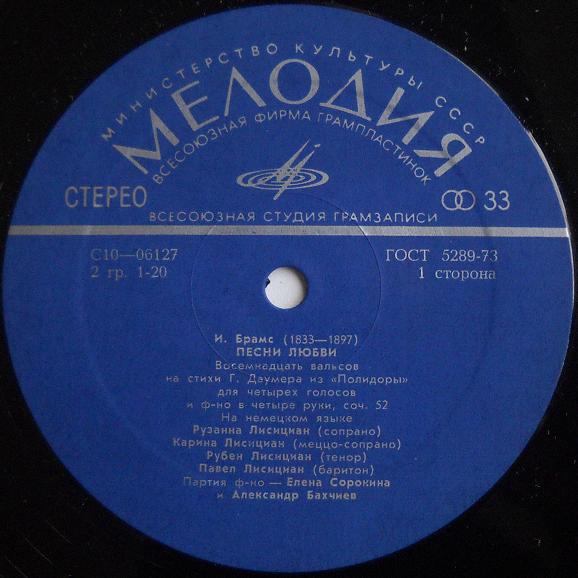 МИНИСТЕРСТВО КУЛЬТУРЫ СССР
МЕЛОДИЯ
ВСЕСОЮЗНАЯ ФИРМА ГРАМПЛАСТИНОК
СТЕРЕО
33
ВСЕСОЮЗНАЯ СТУДИЯ ГРАМЗАПИСИ
С10—06127
ГОСТ 5289-73
2 гр. 1-20
1 сторона
И. Брамс (1833—1897)
ПЕСНИ ЛЮБВИ
Восемнадцать вальсов
на стихи Г. Даумера из «Полидоры»
для четырех голосов
и ф-но в четыре руки, соч. 52
На немецком языке
Рузанна Лисициан (сопрано)
Карина Лисициан (меццо-сопрано)
Рубен Лисициан (тенор)
Павел Лисициан (баритон)
Партия ф-но — Елена Сорокина
и Александр Бахчиев